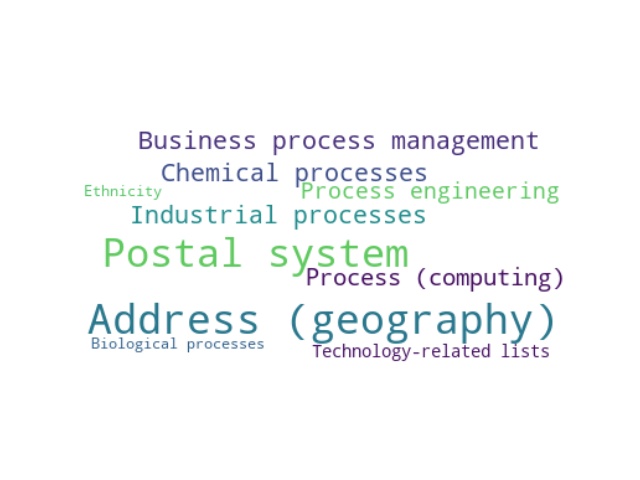 Business process management
Chemical processes
Ethnicity
Process engineering
Industrial processes
Postal system
Process (computing)
Address (geography)
Biological processes
Technology-related lists